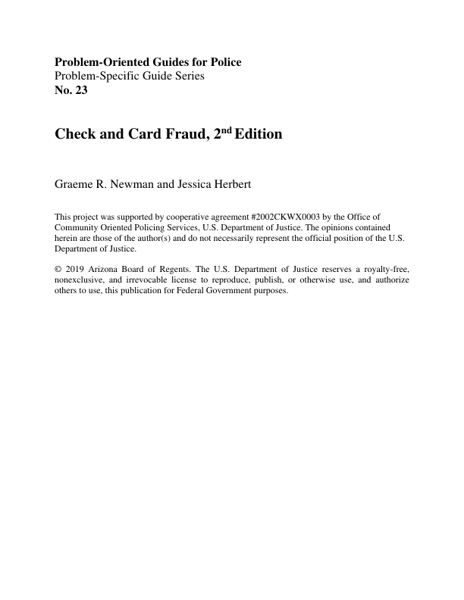 Problem-Oriented Guides for Police
Problem-Specific Guide Series
No. 23
Check and Card Fraud, 2nd Edition
Graeme R. Newman and Jessica Herbert
This project was supported by cooperative agreement #2002CKWX0003 by the Office of
Community Oriented Policing Services, U.S. Department of Justice. The opinions contained
herein are those of the author(s) and do not necessarily represent the official position of the U.S.
Department of Justice.
© 2019 Arizona Board of Regents. The U.S. Department of Justice reserves a royalty-free,
nonexclusive, and irrevocable license to reproduce, publish, or otherwise use, and authorize
others to use, this publication for Federal Government purposes.